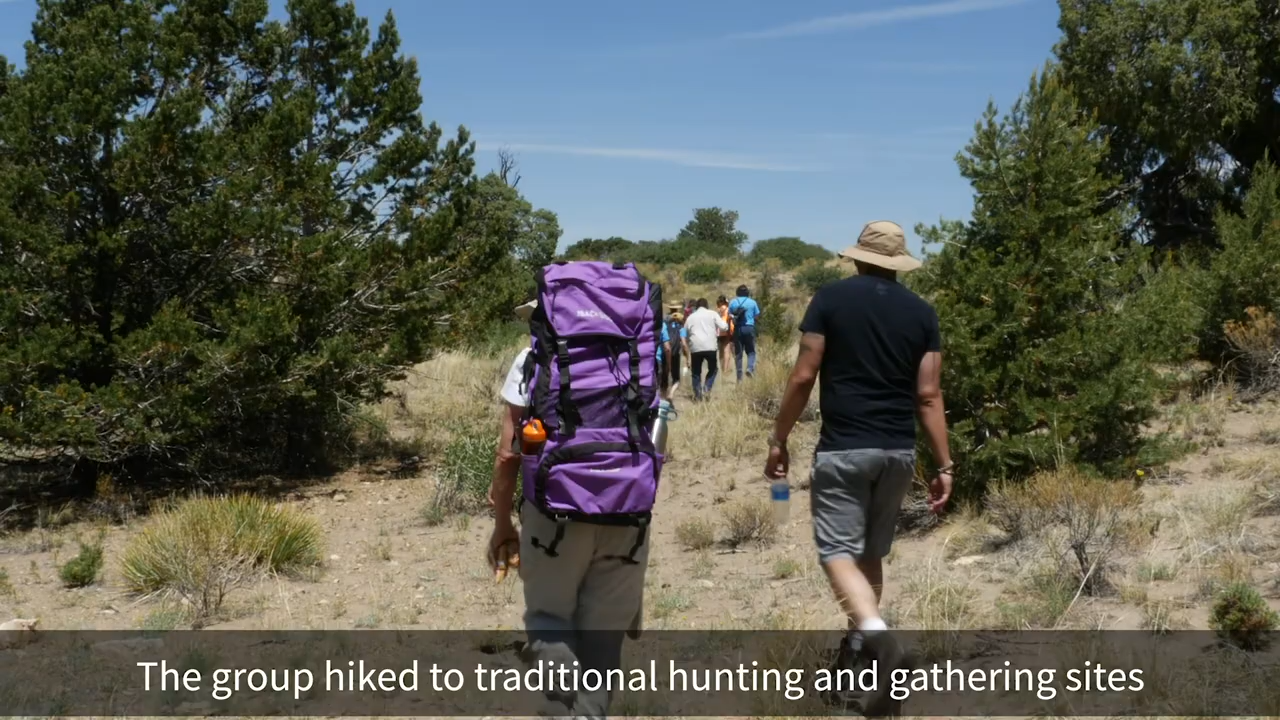 The group hiked to traditional hunting and gathering sites